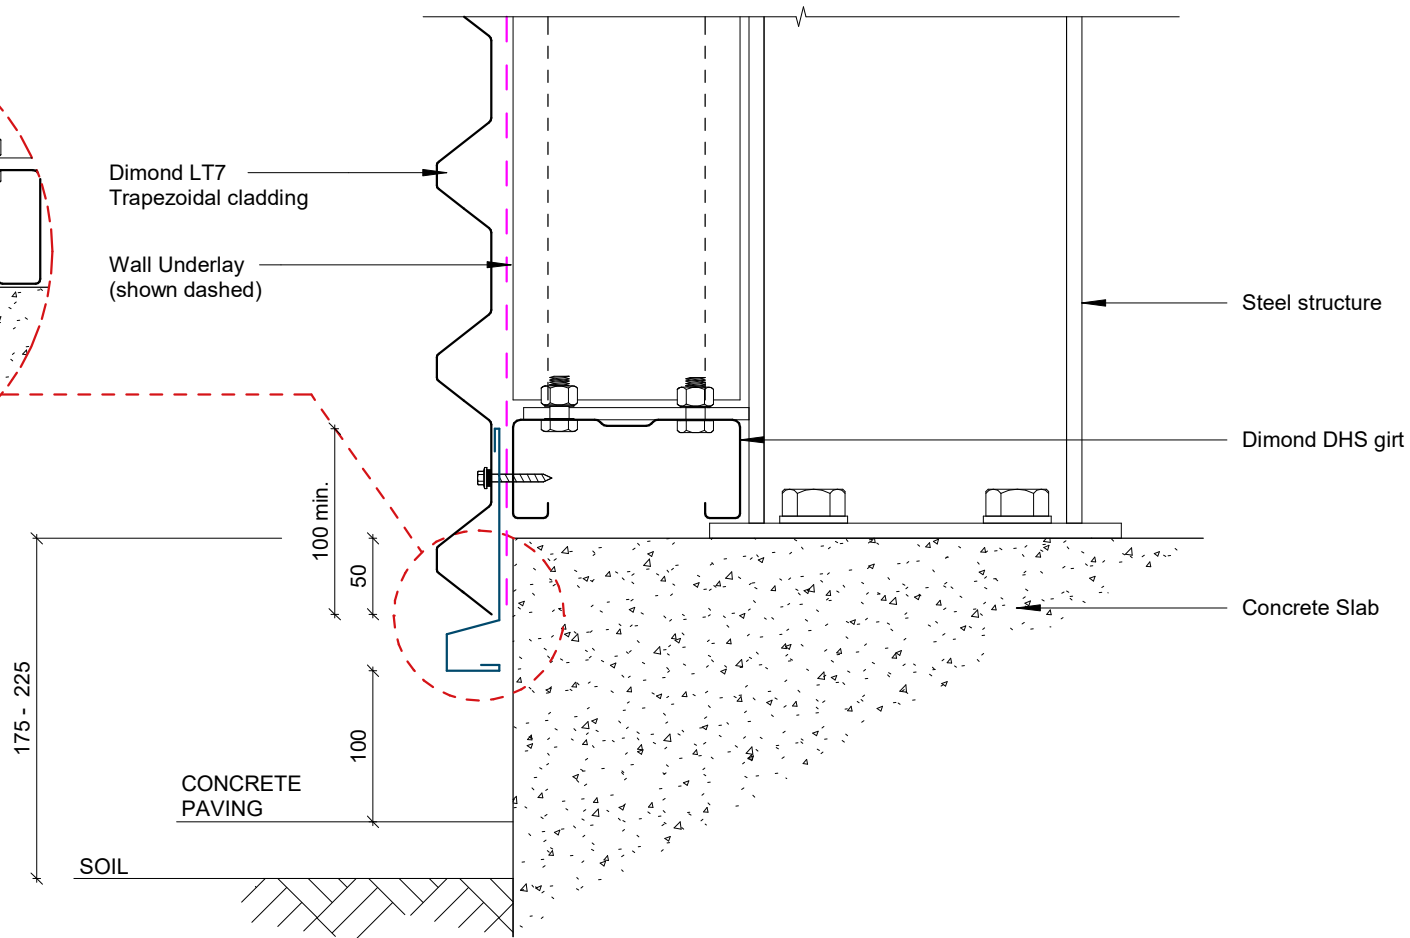 Dimond LT7
Trapezoidal cladding
Wall Underlay
(shown dashed)
Steel structure
Dimond DHS girt
100 min.
50
Concrete Slab
175 - 225
100
CONCRETE
PAVING
SOIL